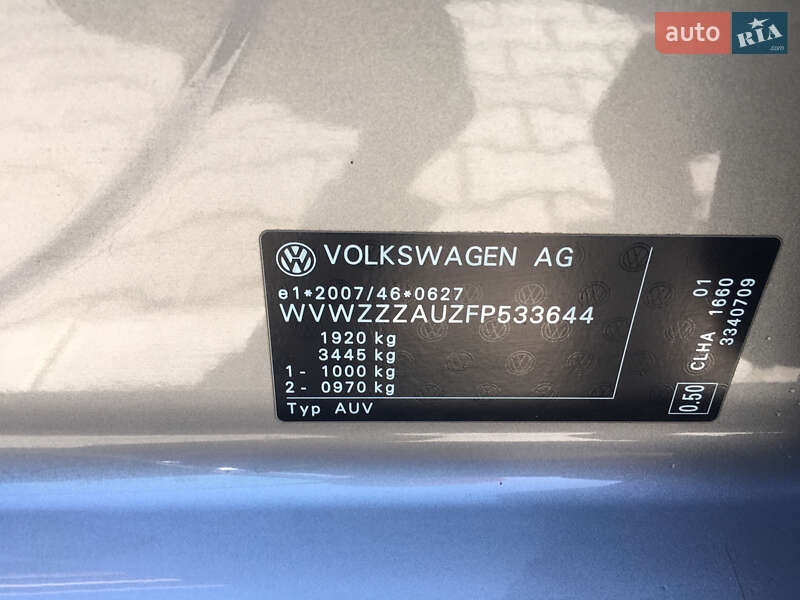 auto RIA .com
VOLKSWAGEN AG
e1*2007/46*0627
WVWZZZAUZFP533644
1920 kg
3445 kg
1 - 1000 kg
2 - 0970 kg
Typ AUV
0.50
CLHA 1660
01
3340709